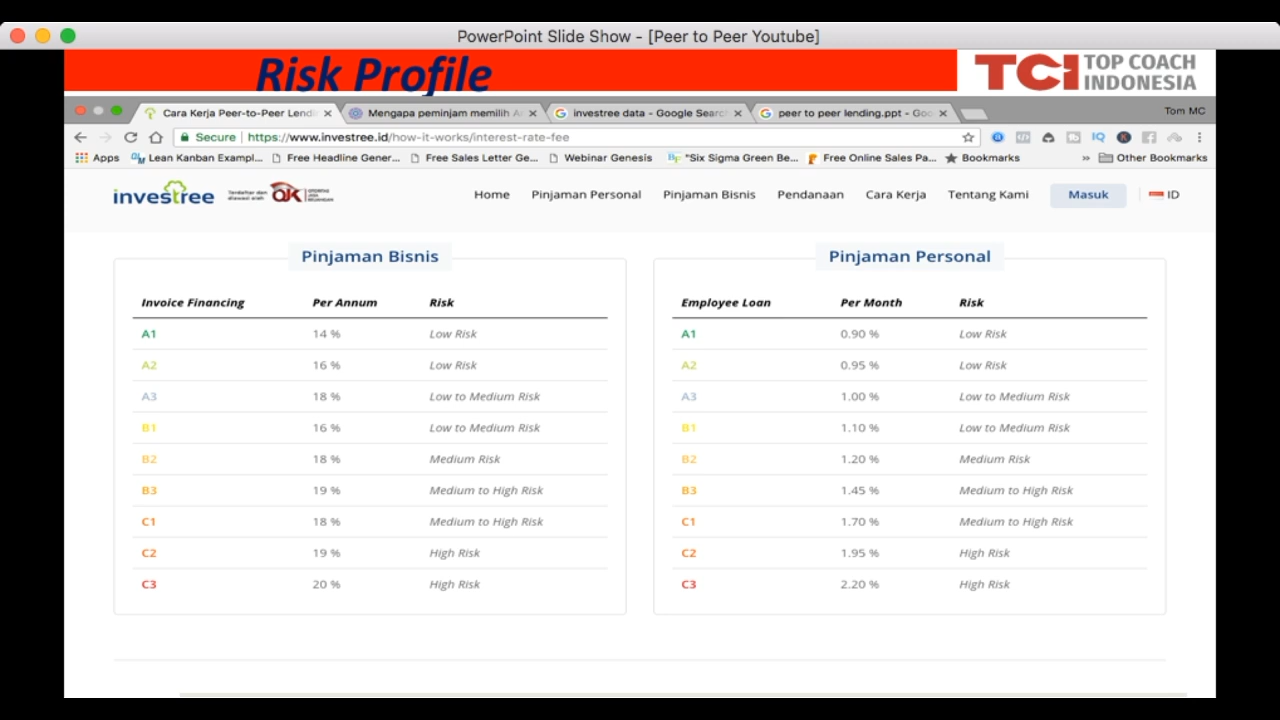 PowerPoint Slide Show - [Peer to Peer Youtube]
Risk Profile
TCI TOP COACH
INDONESIA
Cara Kerja Peer-to-Peer Lendi
Mengapa peminjam memilih A
investree data - Google Searc
peer to peer lending.ppt - Goo
Tom MC
Secure https://www.investree.id/how-it-works/interest-rate-fee
IQ
Apps
Lean Kanban Exampl...
Free Headline Gener...
Free Sales Letter Ge...
Webinar Genesis
"Six Sigma Green Be...
Free Online Sales Pa...
Bookmarks
»
Other Bookmarks
investree
Home
Pinjaman Personal
Pinjaman Bisnis
Pendanaan
Cara Kerja
Tentang Kami
Masuk
ID
Pinjaman Bisnis
Invoice Financing Per Annum Risk
A1 14 % Low Risk
A2 16 % Low Risk
A3 18 % Low to Medium Risk
B1 16 % Low to Medium Risk
B2 18 % Medium Risk
B3 19 % Medium to High Risk
C1 18 % Medium to High Risk
C2 19 % High Risk
C3 20 % High Risk
Pinjaman Personal
Employee Loan Per Month Risk
A1 0.90 % Low Risk
A2 0.95 % Low Risk
A3 1.00 % Low to Medium Risk
B1 1.10 % Low to Medium Risk
B2 1.20 % Medium Risk
B3 1.45 % Medium to High Risk
C1 1.70 % Medium to High Risk
C2 1.95 % High Risk
C3 2.20 % High Risk